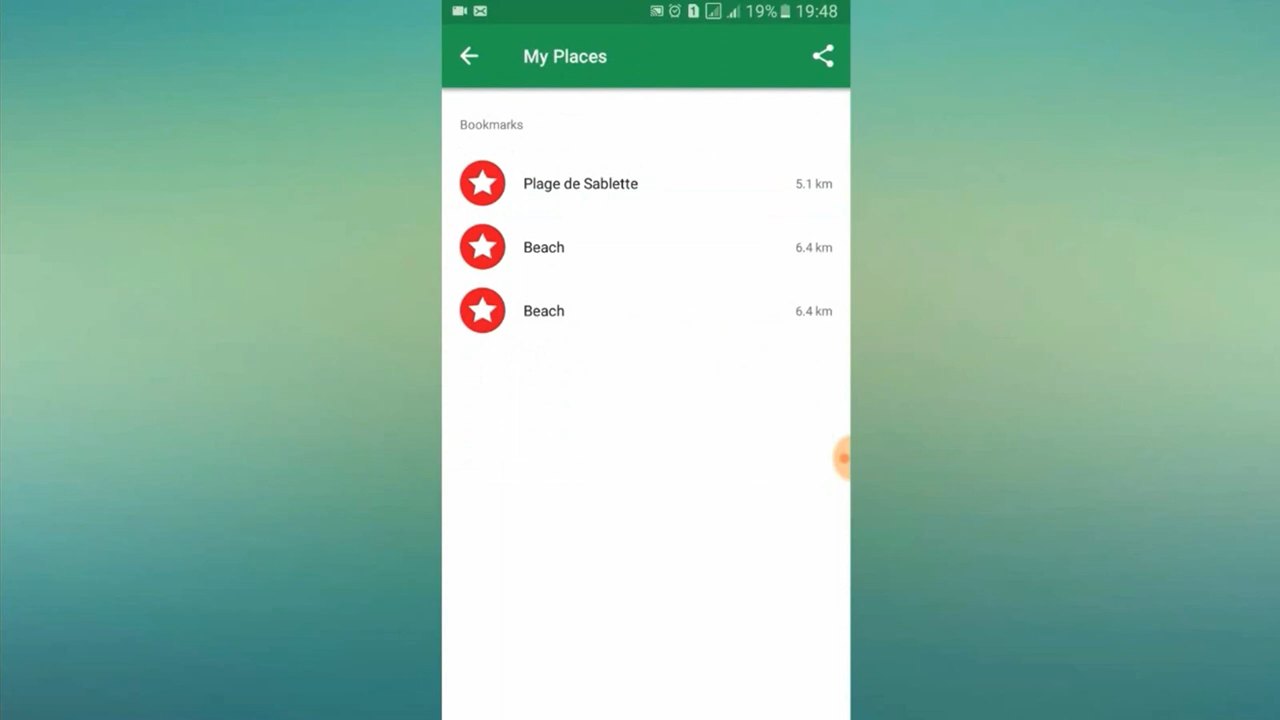 19% 19:48
My Places
Bookmarks
Plage de Sablette 5.1 km
Beach 6.4 km
Beach 6.4 km